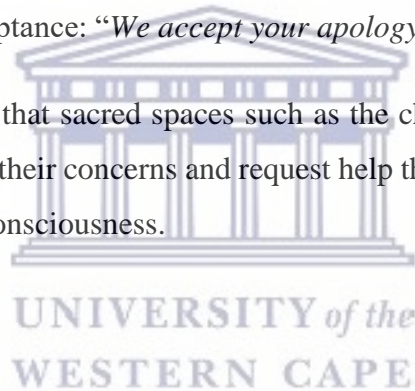 ptance: “We accept your apology
that sacred spaces such as the
their concerns and request help
onsciousness.
UNIVERSITY of the
WESTERN CAPE